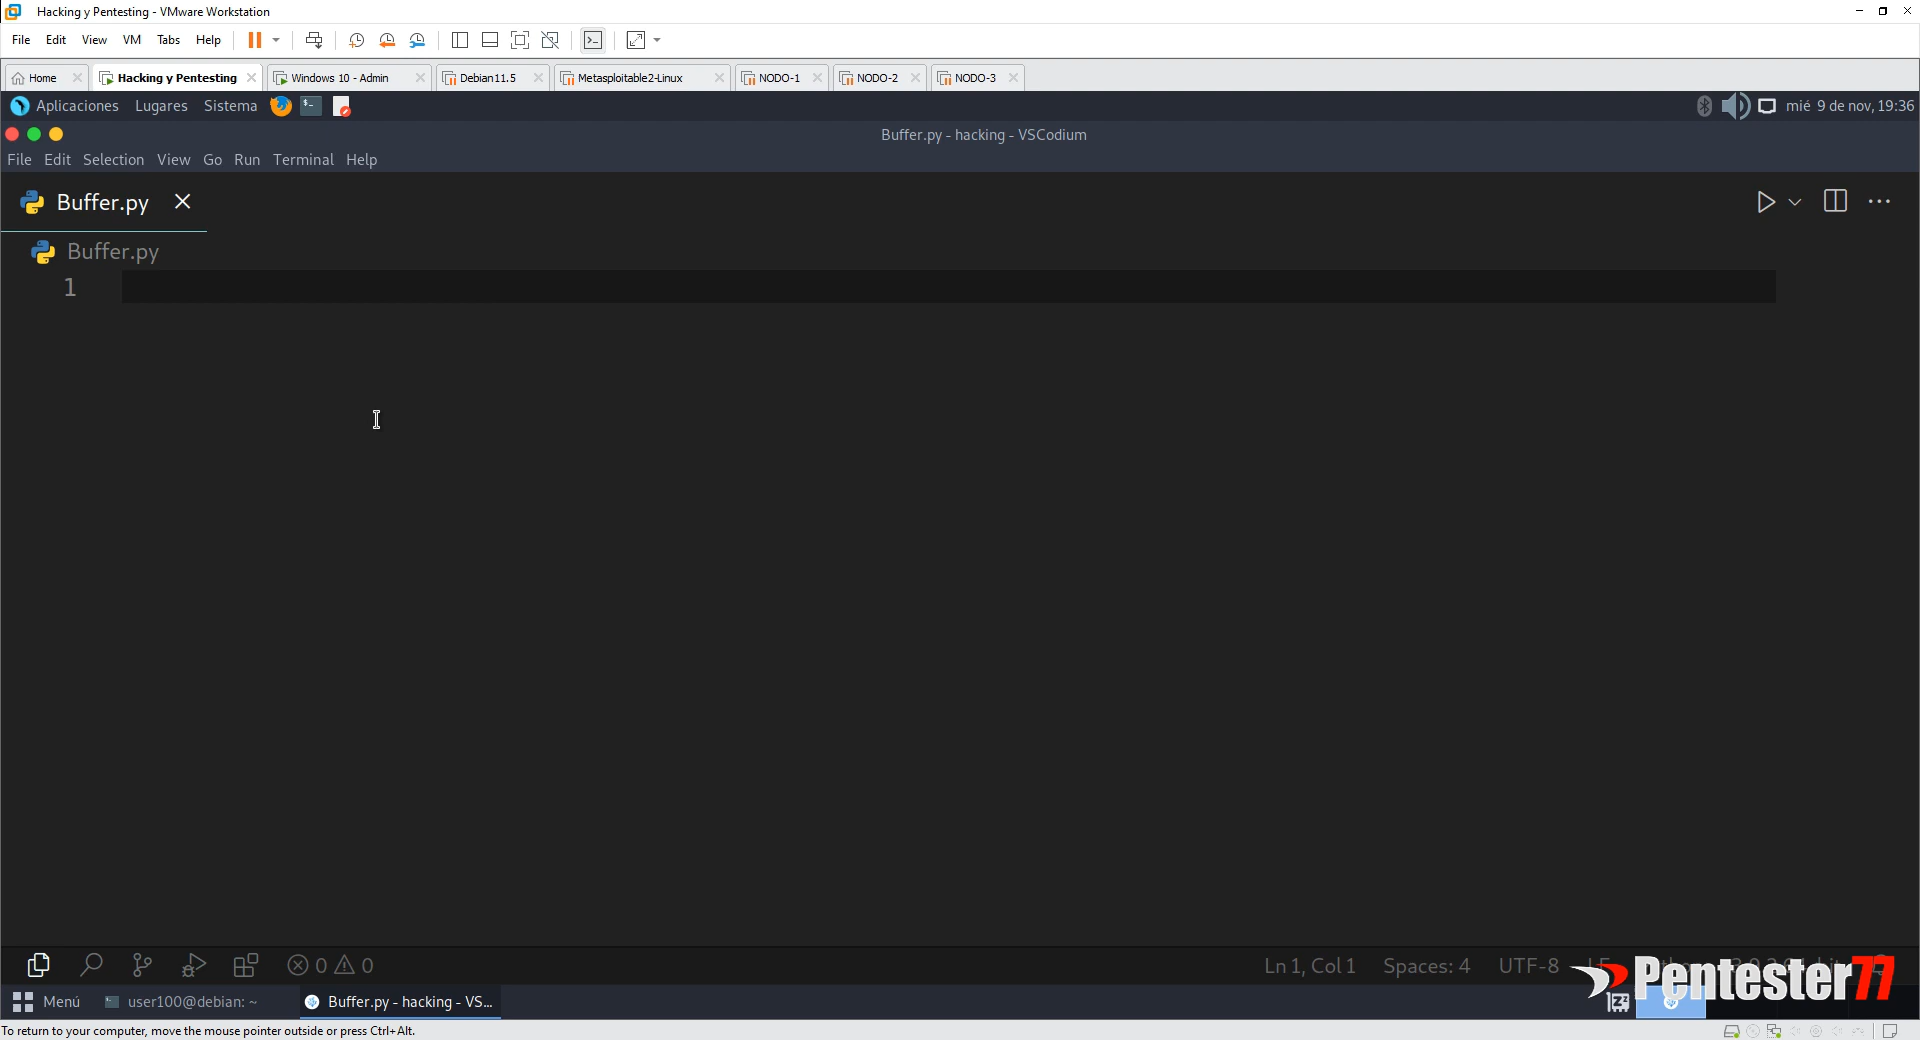 Hacking y Pentesting - VMware Workstation
File Edit View VM Tabs Help
Home Hacking y Pentesting Windows 10 - Admin Debian11.5 Metasploitable2-Linux NODO-1 NODO-2 NODO-3
Aplicaciones Lugares Sistema mié 9 de nov, 19:36
Buffer.py - hacking - VSCodium
File Edit Selection View Go Run Terminal Help
Buffer.py
Buffer.py
1
0 0 Ln 1, Col 1 Spaces: 4 UTF-8
Pentester77
Menú user100@debian: ~ Buffer.py - hacking - VS...
To return to your computer, move the mouse pointer outside or press Ctrl+Alt.